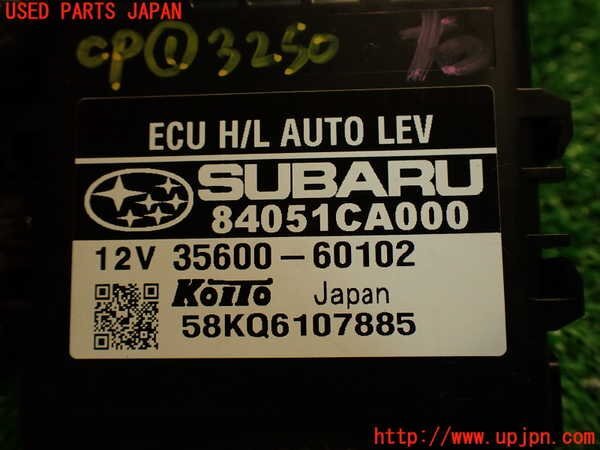 USED PARTS JAPAN
CP① 3250
ECU H/L AUTO LEV
SUBARU
84051CA000
12V 35600-60102
KOITO Japan
58KQ6107885
http://www.upjpn.com/